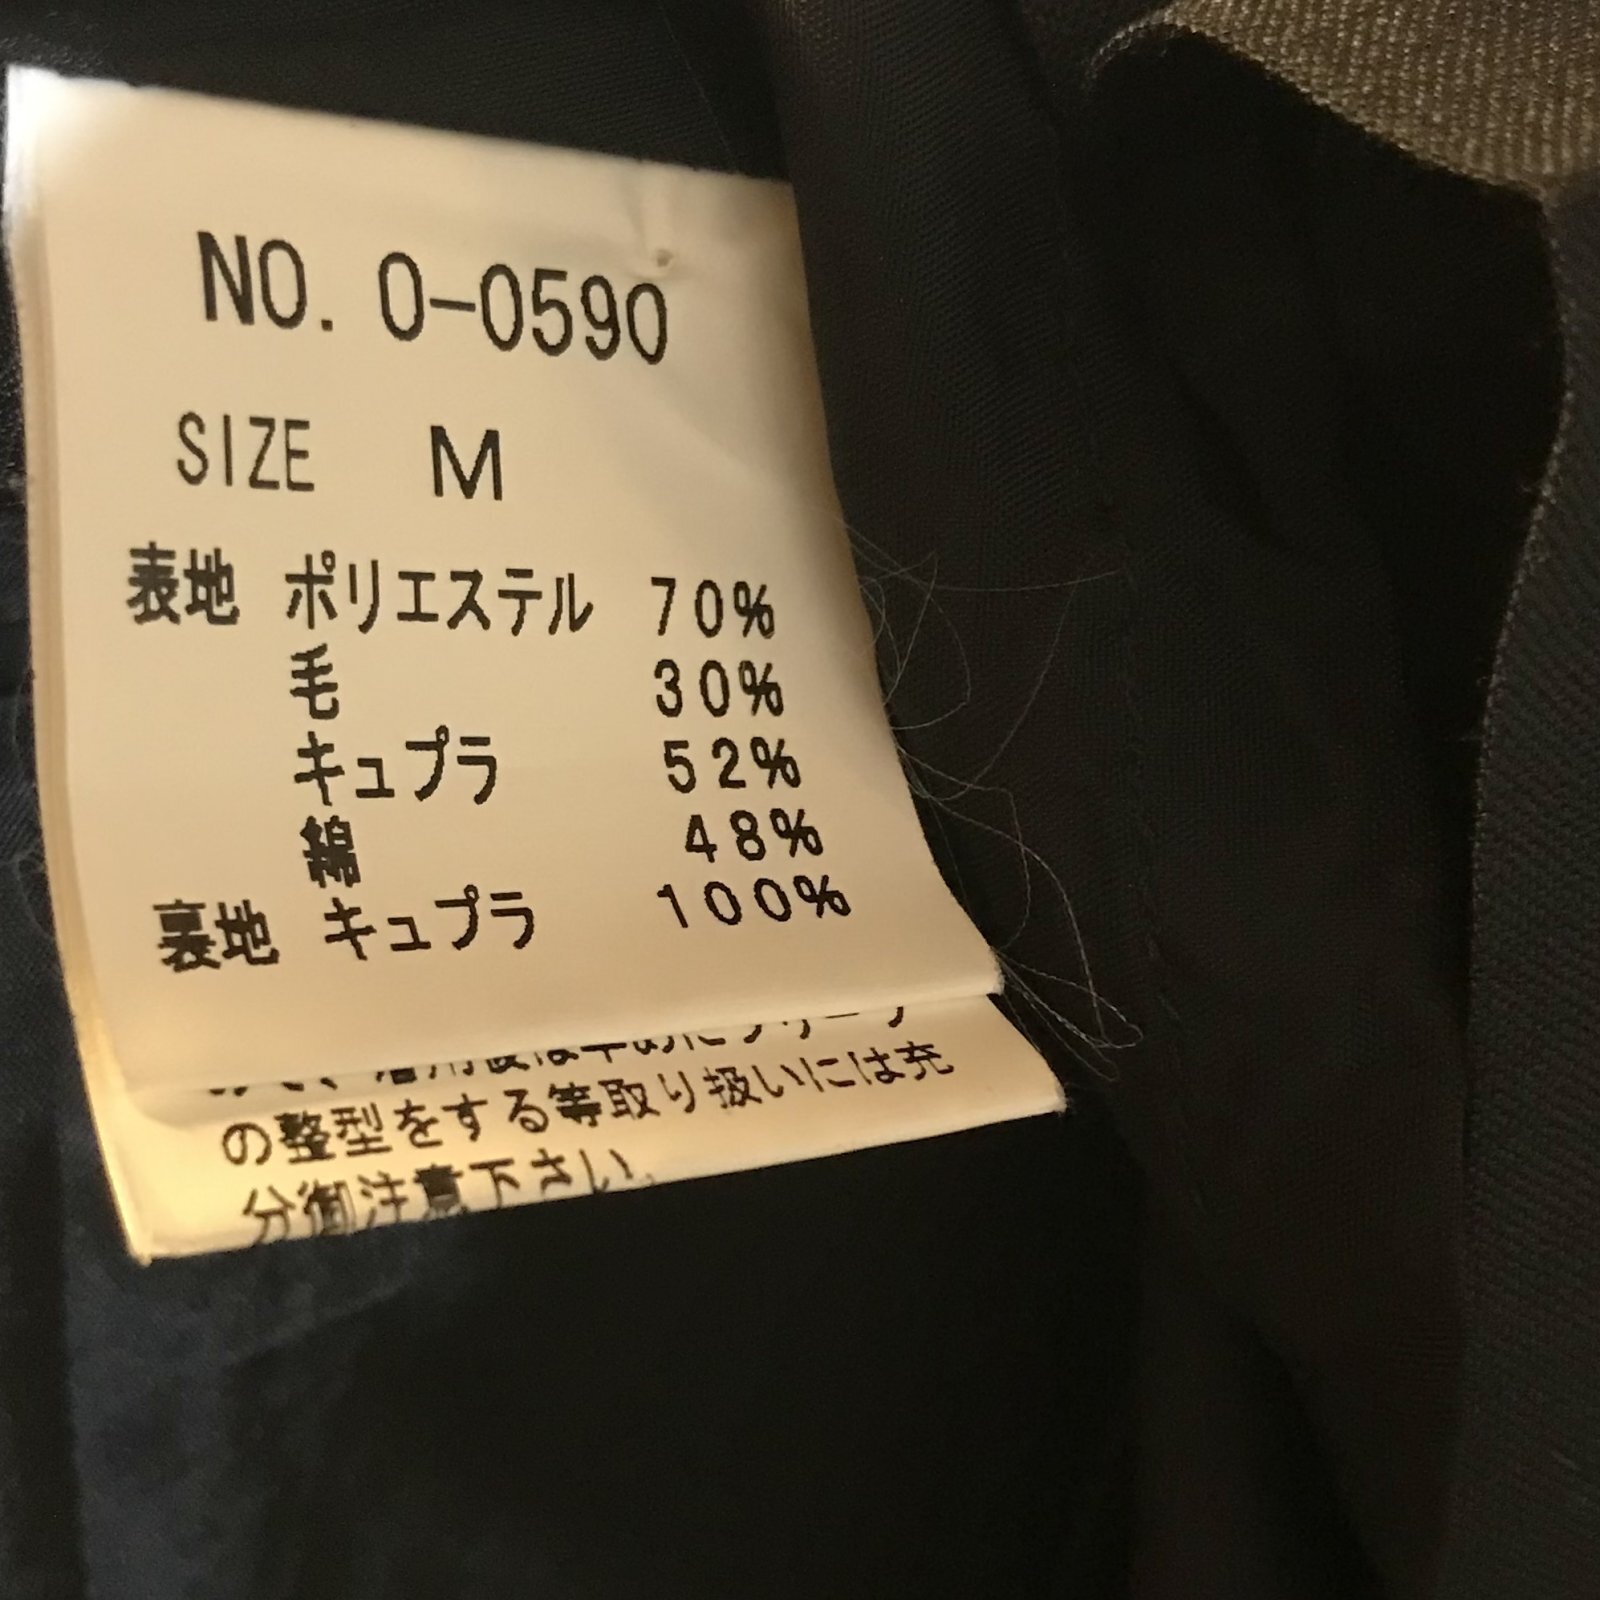 NO. 0-0590
SIZE M
表地 ポリエステル 70%
毛 30%
キュプラ 52%
綿 48%
裏地 キュプラ 100%
の整型をする等取り扱いには充
分御注意下さい